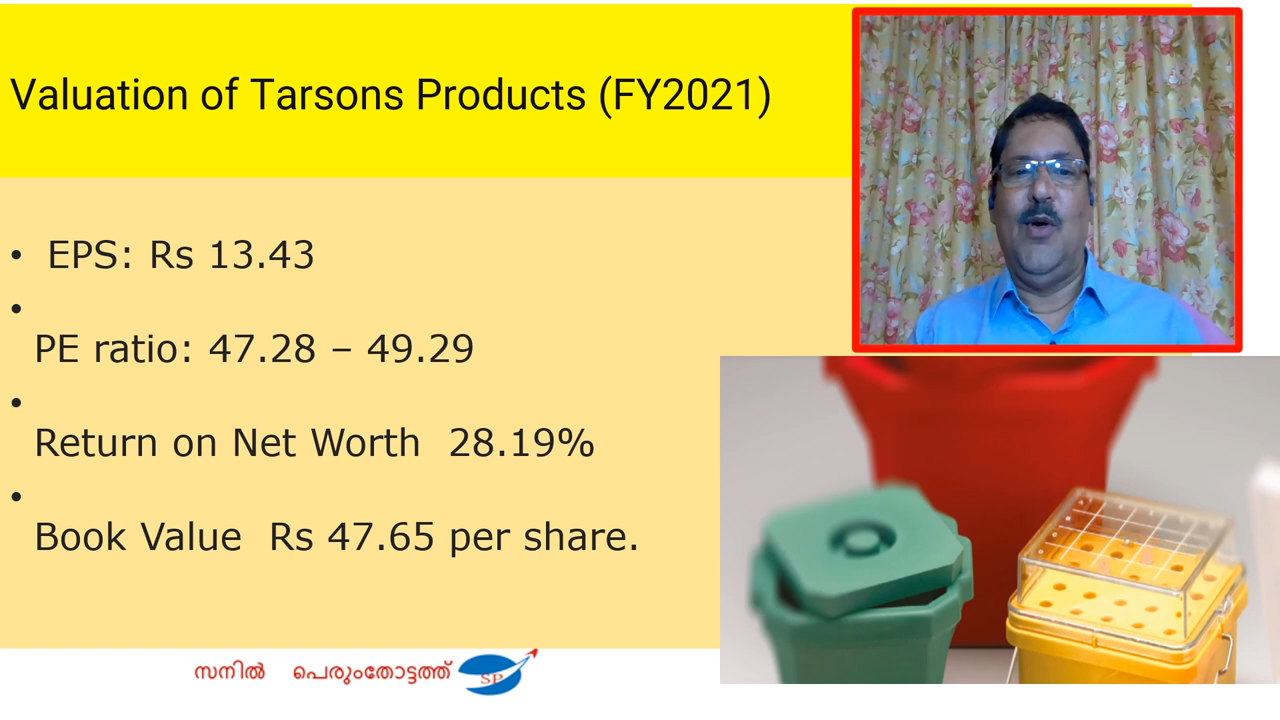 Valuation of Tarsons Products (FY2021)
• EPS: Rs 13.43
•
PE ratio: 47.28 – 49.29
•
Return on Net Worth 28.19%
•
Book Value Rs 47.65 per share.
സനിൽ പെരുംതോട്ടത്ത് SP